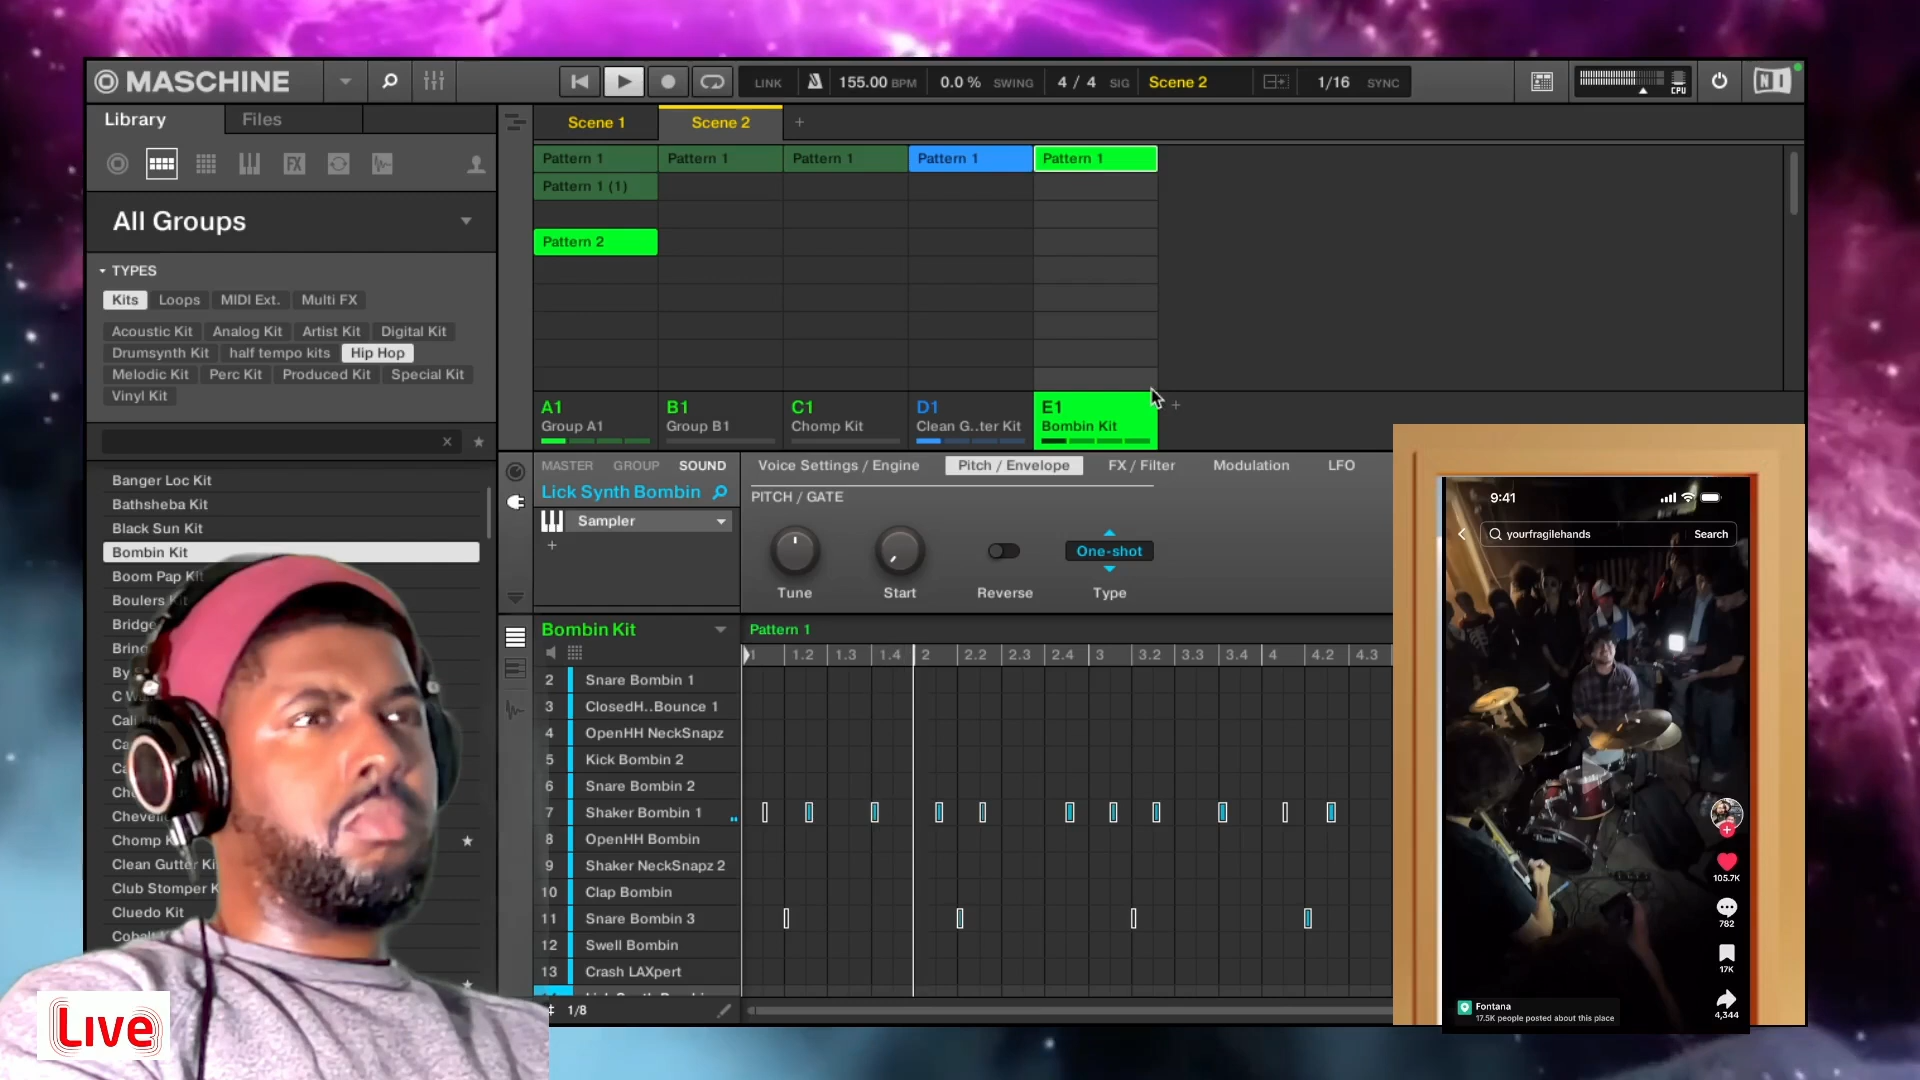 MASCHINE
LINK
155.00 BPM
0.0 % SWING
4 / 4 SIG
Scene 2
1/16 SYNC
CPU
NI
Library
Files
Scene 1
Scene 2
+
FX
Pattern 1
Pattern 1
Pattern 1
Pattern 1
Pattern 1
Pattern 1 (1)
Pattern 2
All Groups
TYPES
Kits
Loops
MIDI Ext.
Multi FX
Acoustic Kit
Analog Kit
Artist Kit
Digital Kit
Drumsynth Kit
half tempo kits
Hip Hop
Melodic Kit
Perc Kit
Produced Kit
Special Kit
Vinyl Kit
A1
Group A1
B1
Group B1
C1
Chomp Kit
D1
Clean G..ter Kit
E1
Bombin Kit
+
Banger Loc Kit
Bathsheba Kit
Black Sun Kit
Bombin Kit
Boom Pap Kit
Boulers
Chomp
Clean Gutter Ki
Club Stomper K
Cluedo Kit
MASTER
GROUP
SOUND
Lick Synth Bombin
Sampler
+
Voice Settings / Engine
Pitch / Envelope
FX / Filter
Modulation
LFO
PITCH / GATE
One-shot
Tune
Start
Reverse
Type
Bombin Kit
Pattern 1
1
1.2
1.3
1.4
2
2.2
2.3
2.4
3
3.2
3.3
3.4
4
4.2
4.3
2 Snare Bombin 1
3 ClosedH..Bounce 1
4 OpenHH NeckSnapz
5 Kick Bombin 2
6 Snare Bombin 2
7 Shaker Bombin 1
8 OpenHH Bombin
9 Shaker NeckSnapz 2
10 Clap Bombin
11 Snare Bombin 3
12 Swell Bombin
13 Crash LAXpert
1/8
Live
9:41
yourfragilehands
Search
105.7K
782
17K
4,344
Fontana
17.5K people posted about this place